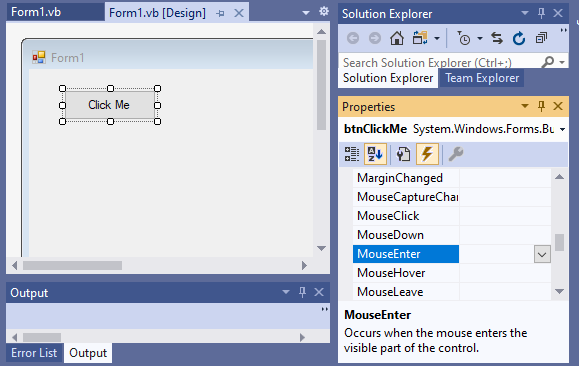 Form1.vb
Form1.vb [Design]
Form1
Click Me
Output
Error List
Output
Solution Explorer
Search Solution Explorer (Ctrl+;)
Solution Explorer
Team Explorer
Properties
btnClickMe System.Windows.Forms.Bu
MarginChanged
MouseCaptureChan
MouseClick
MouseDown
MouseEnter
MouseHover
MouseLeave
MouseEnter
Occurs when the mouse enters the
visible part of the control.